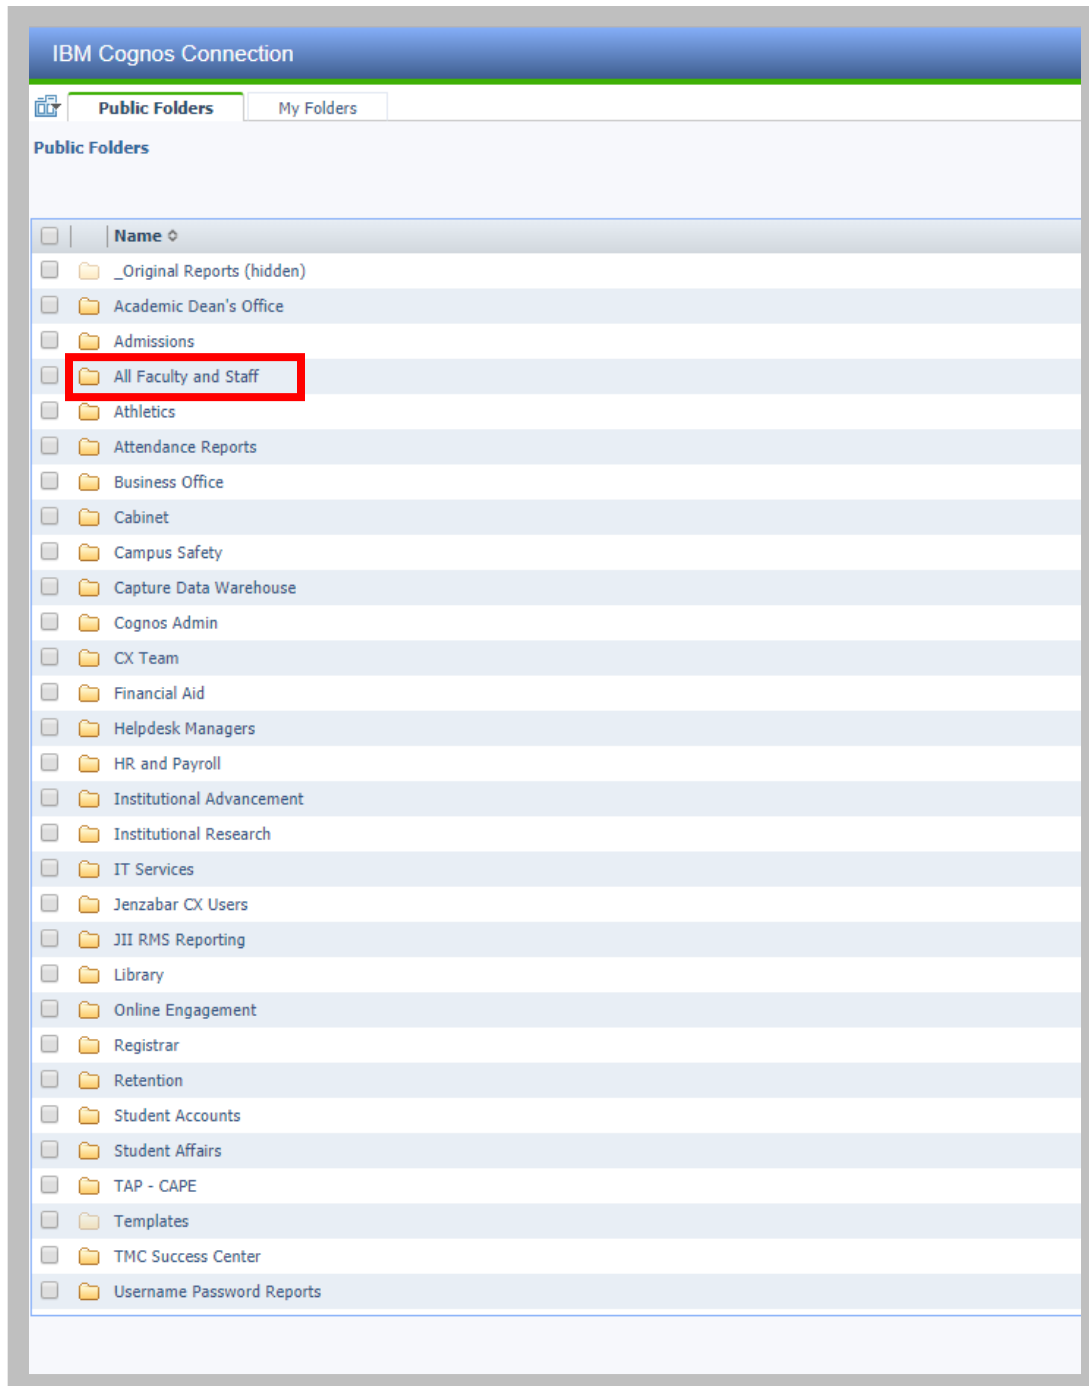 IBM Cognos Connection
Public Folders My Folders
Public Folders
Name
_Original Reports (hidden)
Academic Dean's Office
Admissions
All Faculty and Staff
Athletics
Attendance Reports
Business Office
Cabinet
Campus Safety
Capture Data Warehouse
Cognos Admin
CX Team
Financial Aid
Helpdesk Managers
HR and Payroll
Institutional Advancement
Institutional Research
IT Services
Jenzabar CX Users
JII RMS Reporting
Library
Online Engagement
Registrar
Retention
Student Accounts
Student Affairs
TAP - CAPE
Templates
TMC Success Center
Username Password Reports